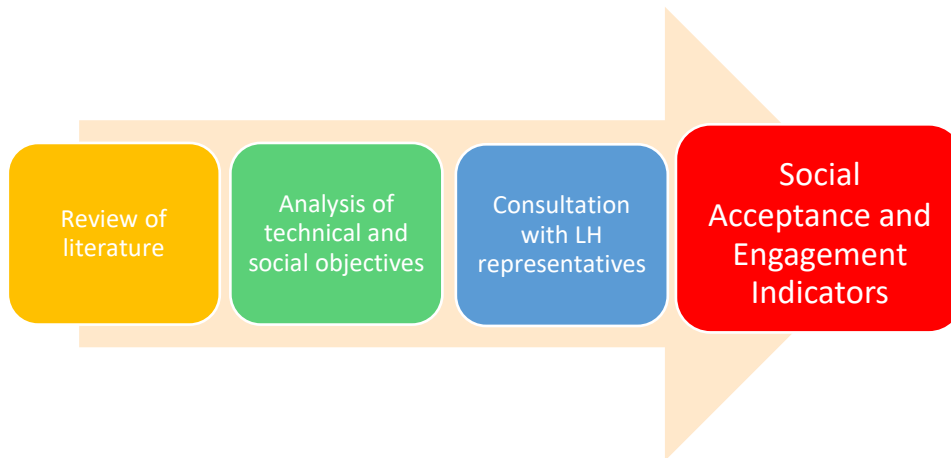 Review of
literature
Analysis of
technical and
social objectives
Consultation
with LH
representatives
Social
Acceptance and
Engagement
Indicators